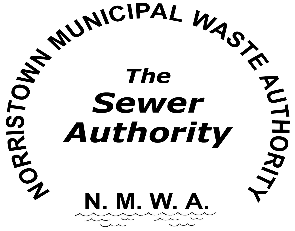 NORRISTOWN MUNICIPAL WASTE AUTHORITY
The
Sewer
Authority
N. M. W. A.